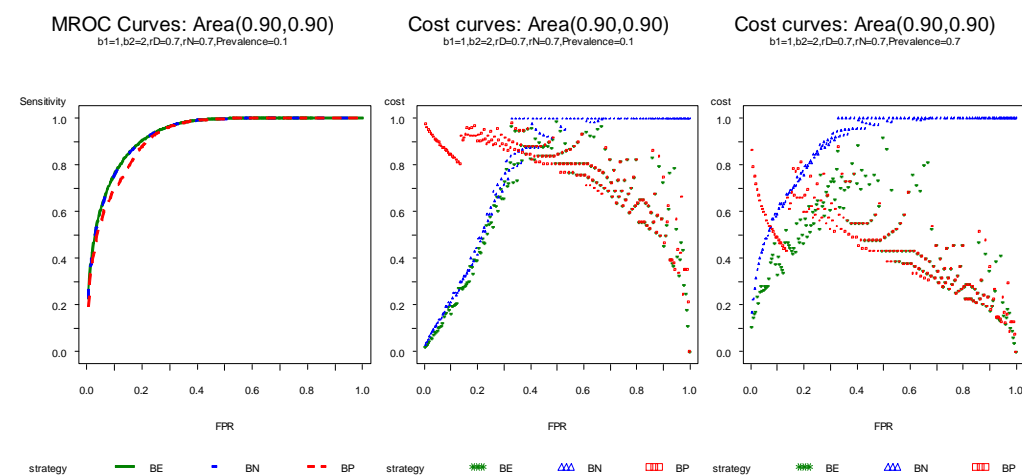 MROC Curves: Area(0.90,0.90)
b1=1,b2=2,rD=0.7,rN=0.7,Prevalence=0.1
Sensitivity
1.0
0.8
0.6
0.4
0.2
0.0
0.0 0.2 0.4 0.6 0.8 1.0
FPR
strategy BE BN BP
Cost curves: Area(0.90,0.90)
b1=1,b2=2,rD=0.7,rN=0.7,Prevalence=0.1
cost
1.0
0.8
0.6
0.4
0.2
0.0
0.0 0.2 0.4 0.6 0.8 1.0
FPR
strategy BE BN BP
Cost curves: Area(0.90,0.90)
b1=1,b2=2,rD=0.7,rN=0.7,Prevalence=0.7
cost
1.0
0.8
0.6
0.4
0.2
0.0
0.0 0.2 0.4 0.6 0.8 1.0
FPR
strategy BE BN BP